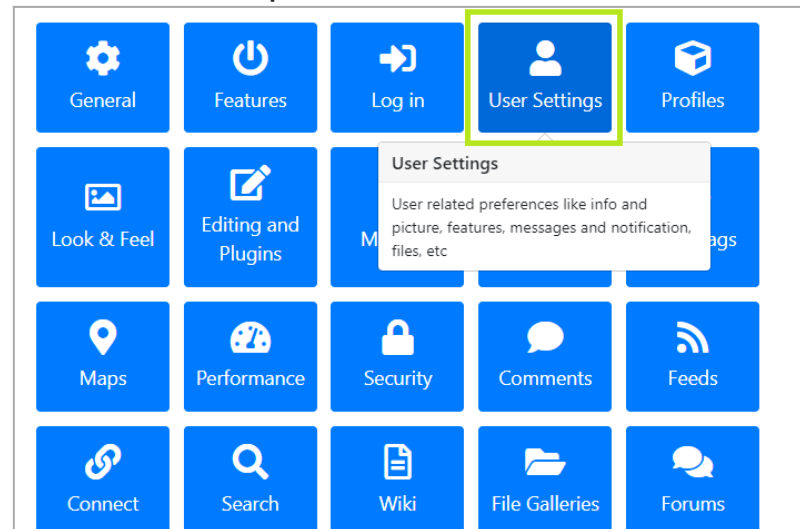 General
Features
Log in
User Settings
Profiles
User Settings
User related preferences like info and
picture, features, messages and notification,
files, etc
Look & Feel
Editing and
Plugins
Maps
Performance
Security
Comments
Feeds
Connect
Search
Wiki
File Galleries
Forums